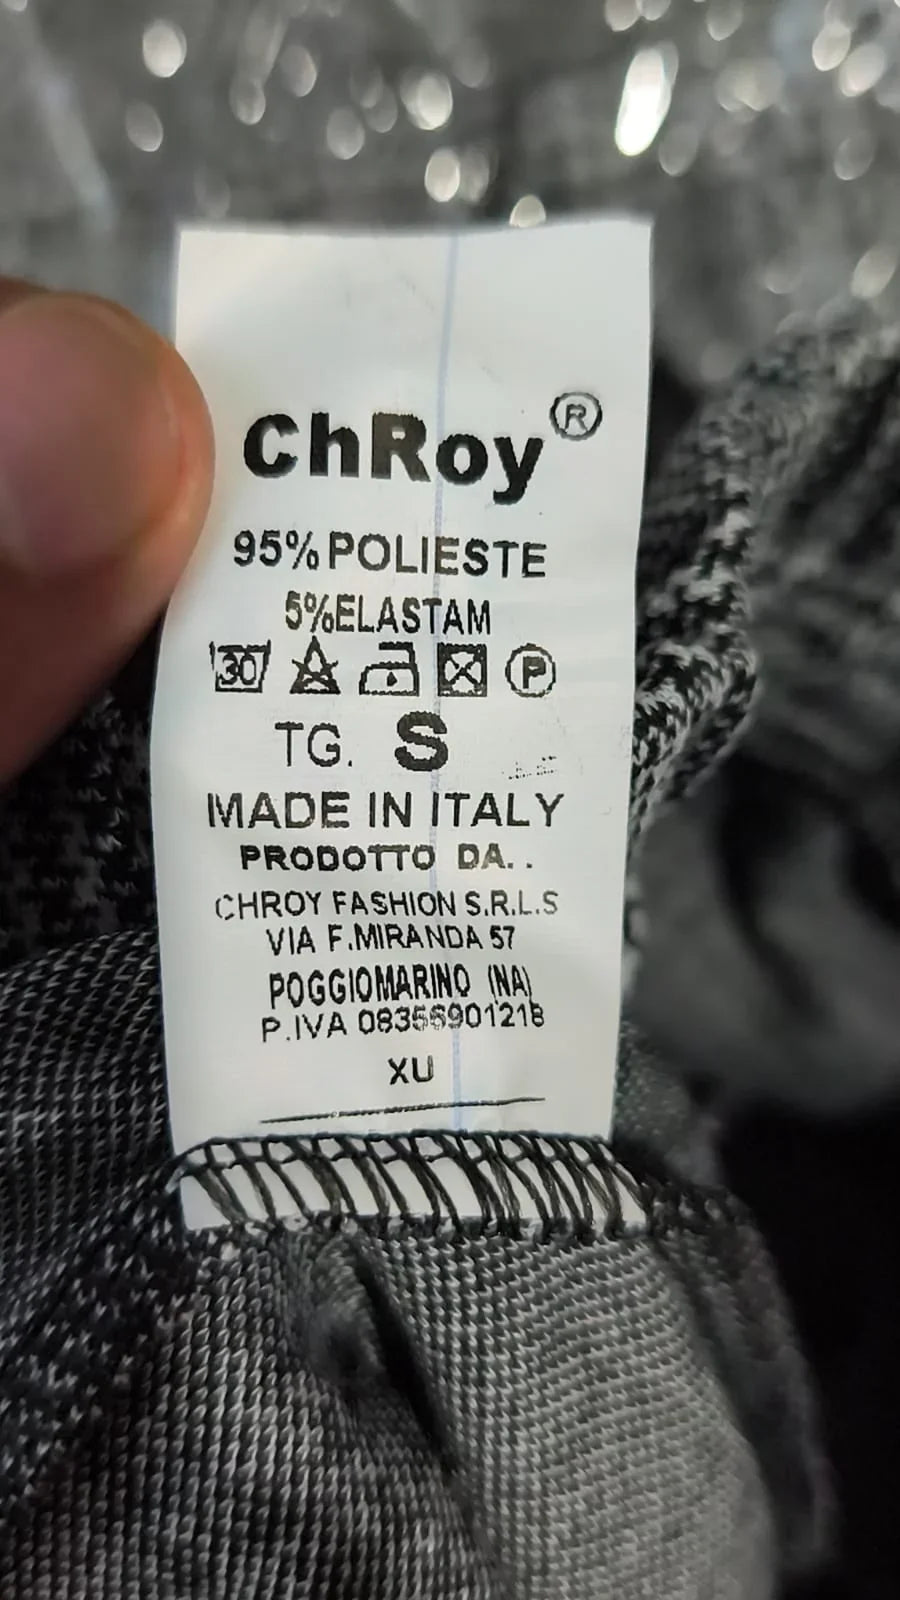 ChRoy®
95% POLIESTE
5%ELASTAM
30 P
TG. S
MADE IN ITALY
PRODOTTO DA..
CHROY FASHION S.R.L.S
VIA F.MIRANDA 57
POGGIOMARINO (NA)
P.IVA
XU